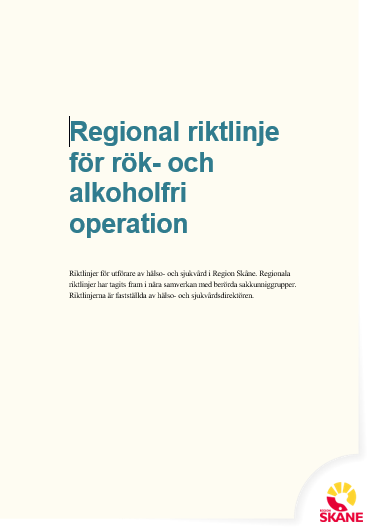 Regional riktlinje
för rök- och
alkoholfri
operation
Riktlinjer för utförare av hälso- och sjukvård i Region Skåne. Regionala
riktlinjer har tagits fram i nära samverkan med berörda sakkunniggrupper.
Riktlinjerna är fastställda av hälso- och sjukvårdsdirektören.
SKÅNE